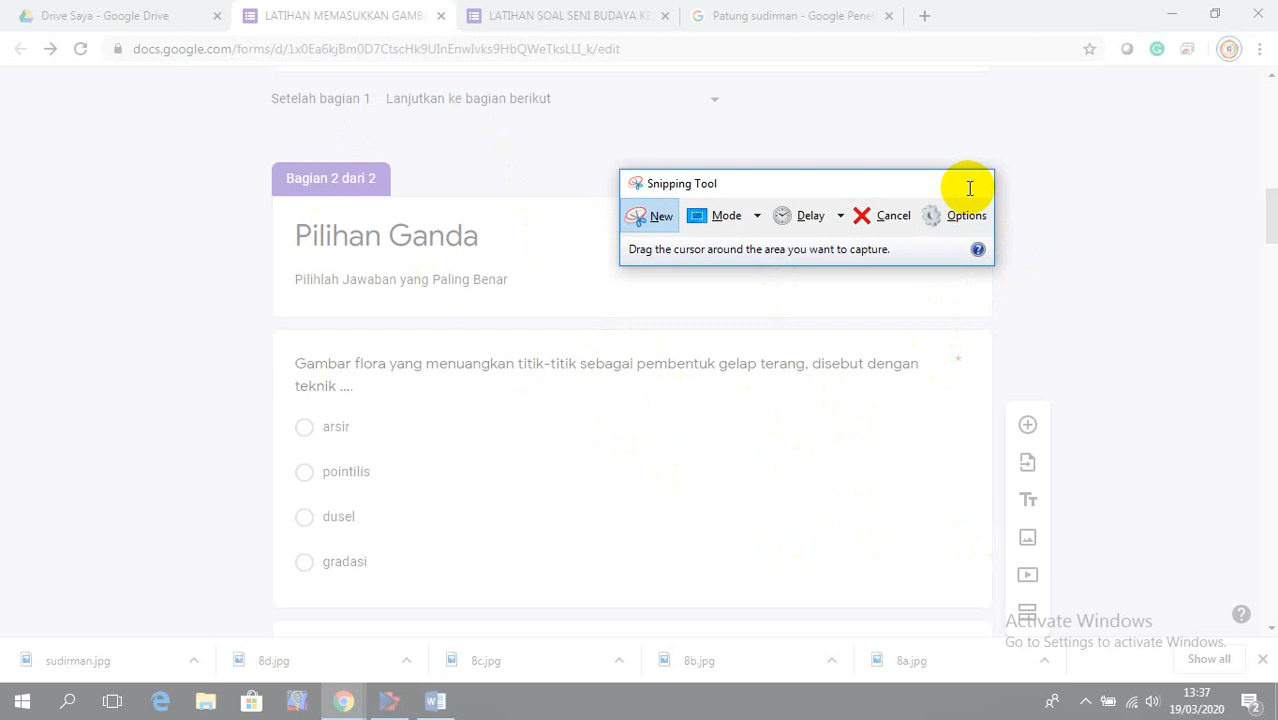 Drive Saya - Google Drive
LATIHAN MEMASUKKAN GAMBA
LATIHAN SOAL SENI BUDAYA KE
Patung sudirman - Google Penel
docs.google.com/forms/d/1x0Ea6kjBm0D7CtscHk9UInEnwIvks9HbQWeTksLLI_k/edit
Setelah bagian 1 Lanjutkan ke bagian berikut
Bagian 2 dari 2
Pilihan Ganda
Pilihlah Jawaban yang Paling Benar
Snipping Tool
New Mode Delay Cancel Options
Drag the cursor around the area you want to capture.
Gambar flora yang menuangkan titik-titik sebagai pembentuk gelap terang, disebut dengan *
teknik ....
arsir
pointilis
dusel
gradasi
Activate Windows
Go to Settings to activate Windows.
sudirman.jpg
8d.jpg
8c.jpg
8b.jpg
8a.jpg
Show all
13:37
19/03/2020
2